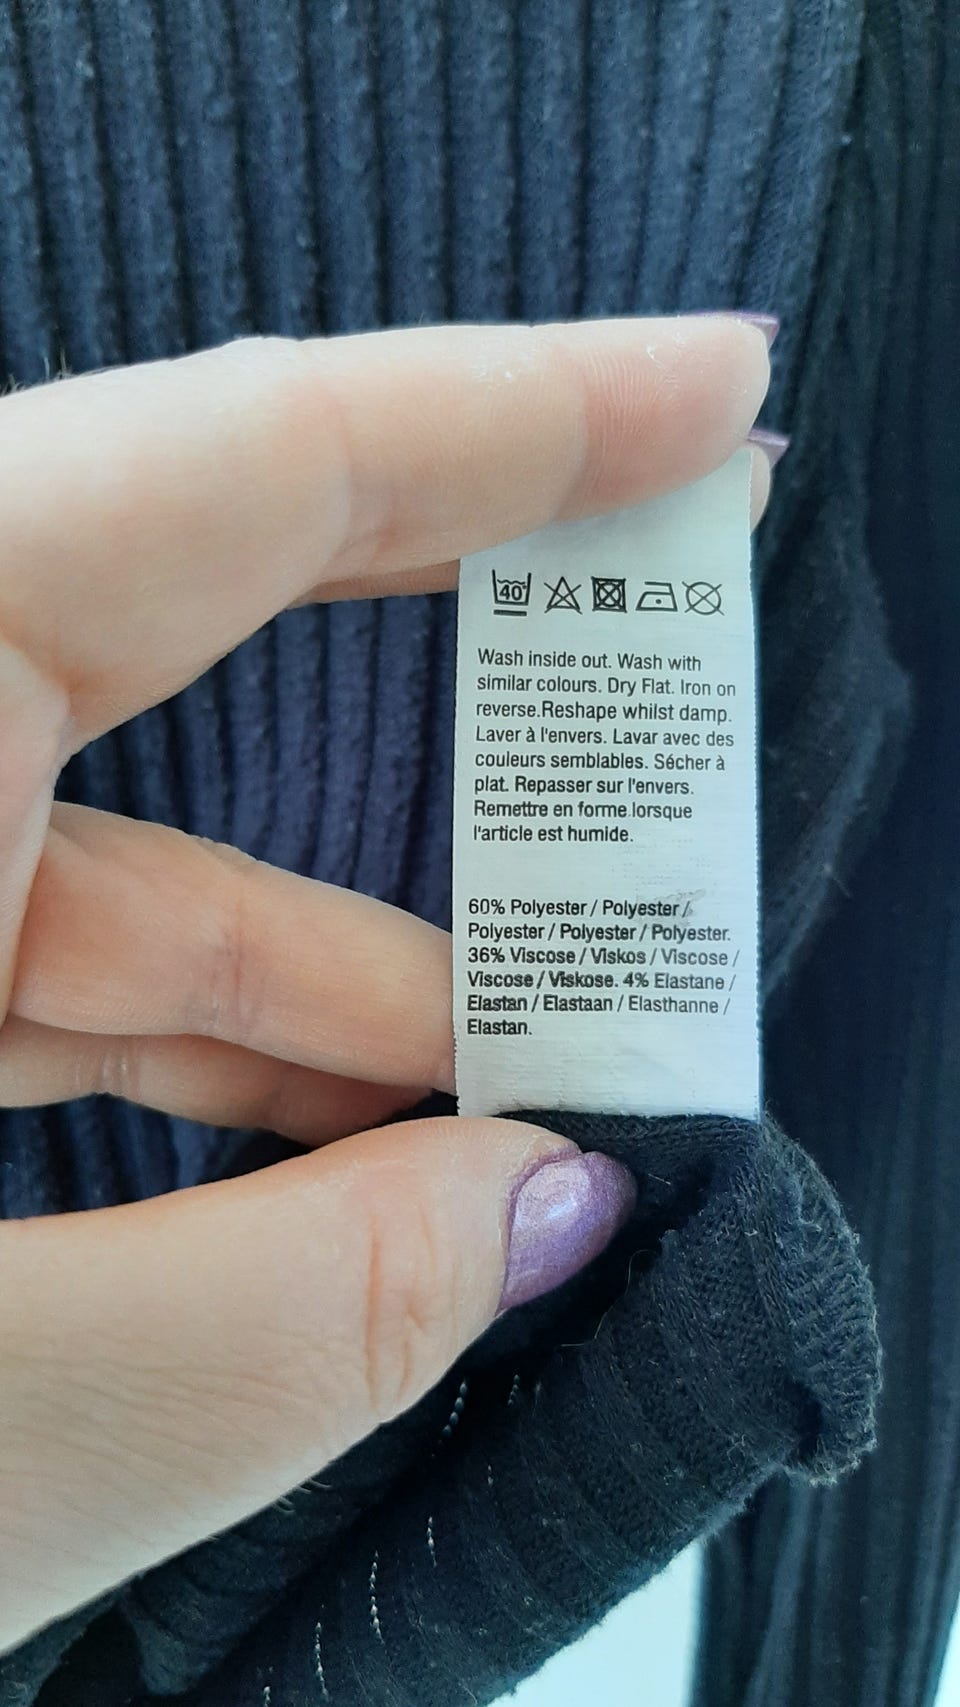 40°
Wash inside out. Wash with
similar colours. Dry Flat. Iron on
reverse.Reshape whilst damp.
Laver à l'envers. Lavar avec des
couleurs semblables. Sécher à
plat. Repasser sur l'envers.
Remettre en forme lorsque
l'article est humide.
60% Polyester / Polyester /
Polyester / Polyester / Polyester.
36% Viscose / Viskos / Viscose /
Viscose / Viskose. 4% Elastane /
Elastan / Elastaan / Elasthanne /
Elastan.